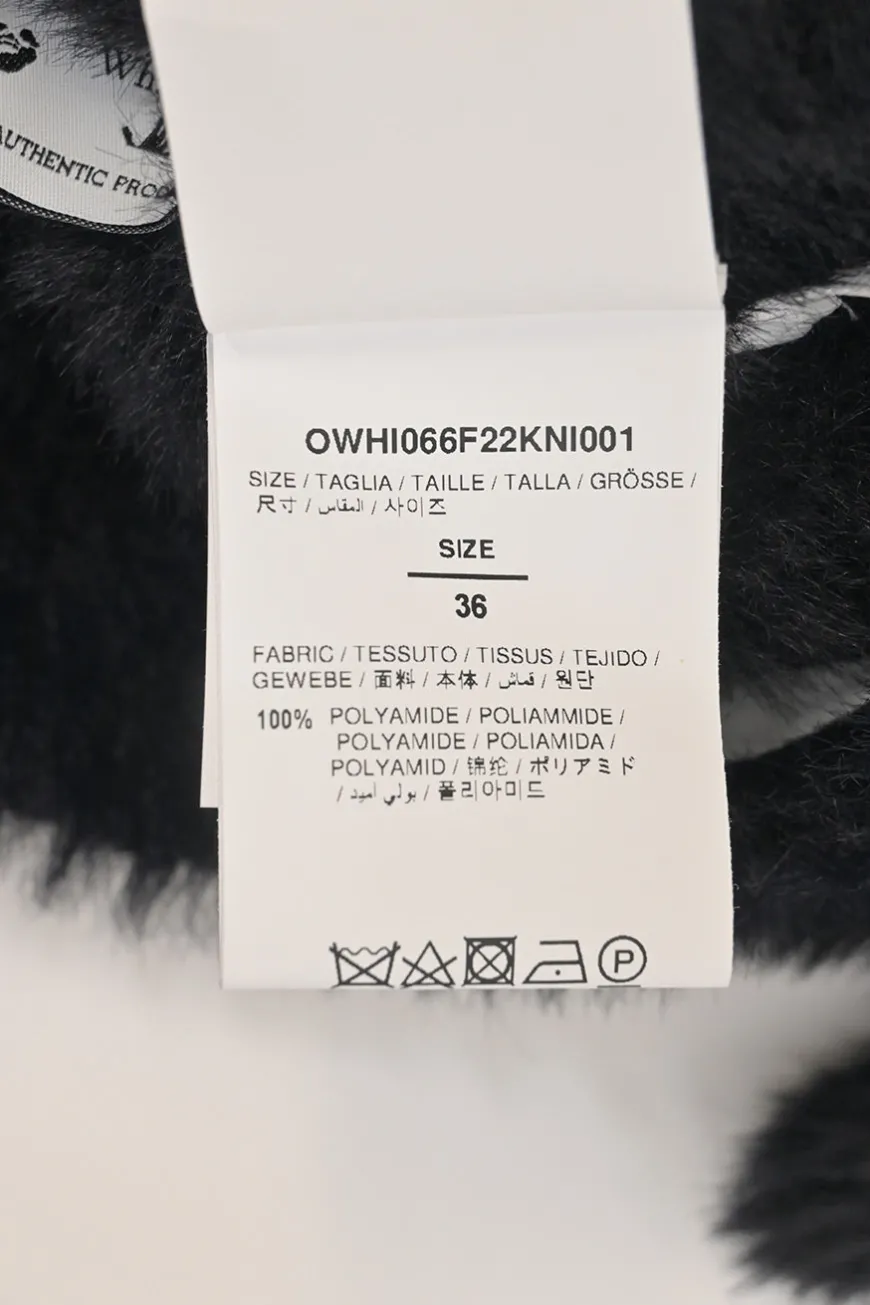 AUTHENTIC
OWHI066F22KNI001
SIZE / TAGLIA / TAILLE / TALLA / GRÖSSE /
尺寸 / المقاس / 사이즈
SIZE
36
FABRIC / TESSUTO / TISSUS / TEJIDO /
GEWEBE / 面料 / 本体 / قماش / 원단
100% POLYAMIDE / POLIAMMIDE /
POLYAMIDE / POLIAMIDA /
POLYAMID / 锦纶 / ポリアミド
/ بولي اميد / 폴리아미드
P